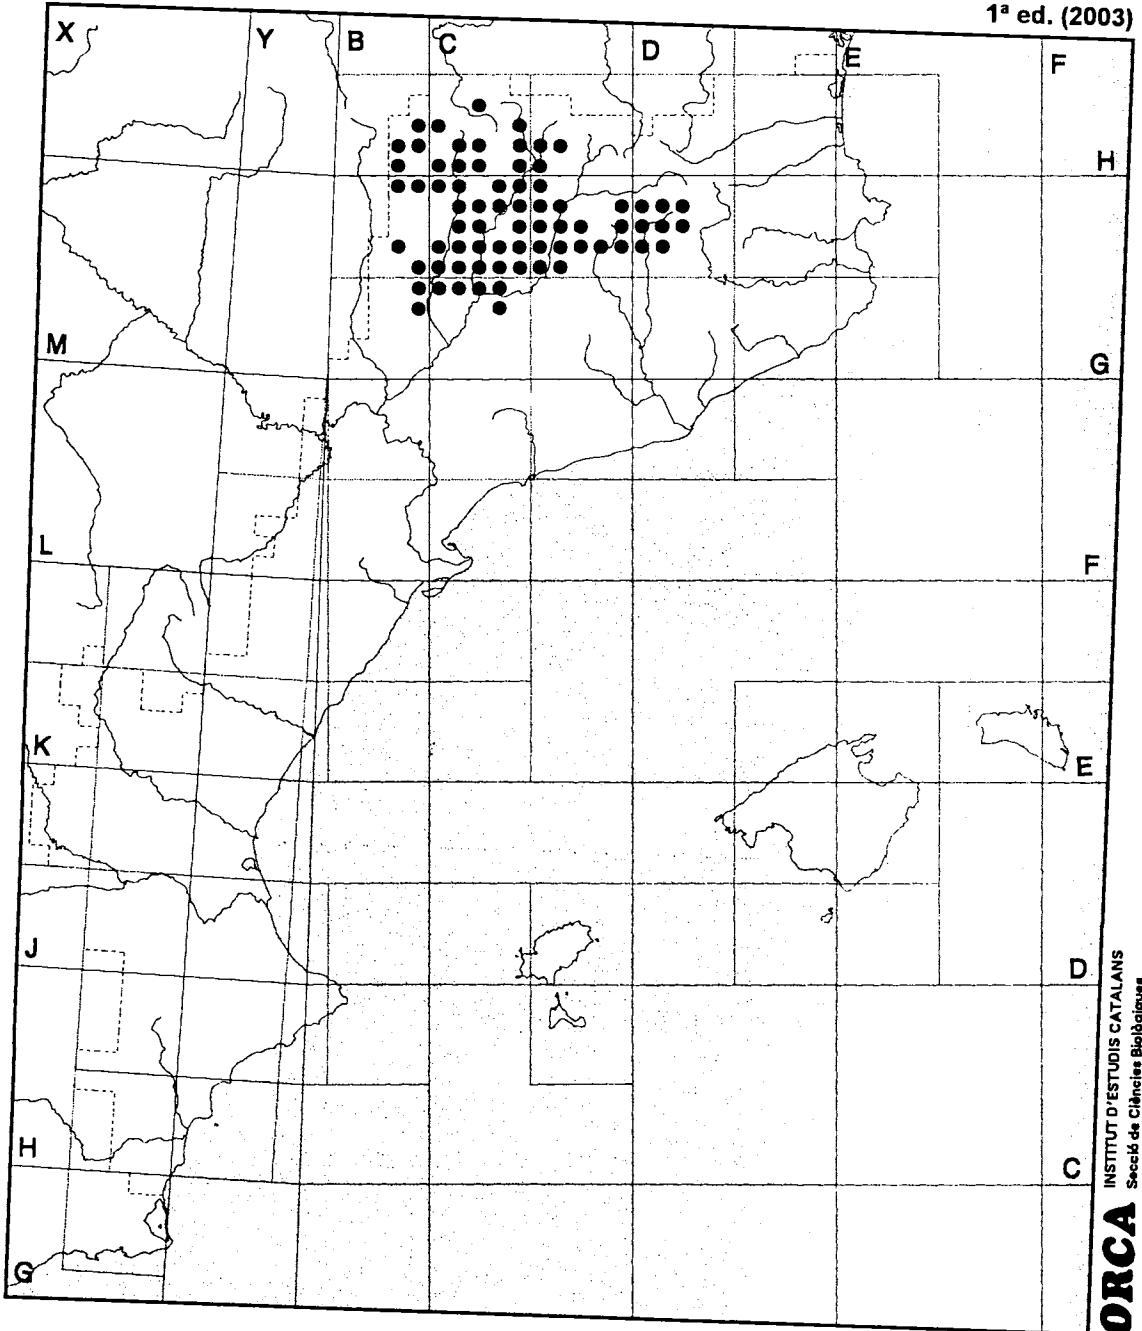 1ª ed. (2003)
X Y B C D E F
H
M G
L F
K E
J D
H C
G
ORCA
INSTITUT D'ESTUDIS CATALANS
Secció de Ciències Biològiques